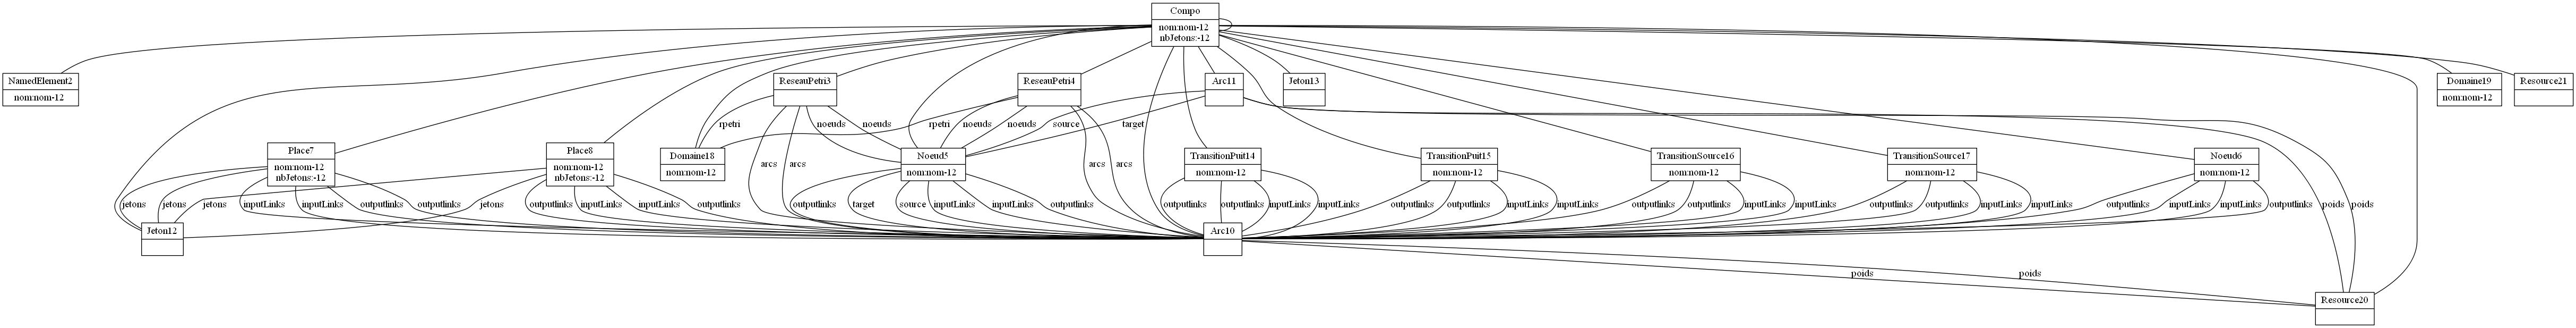 Compo
nom:nom-12
nbJetons:-12
NamedElement2
nom:nom-12
ReseauPetri3
ReseauPetri4
Arc11
Jeton13
Domaine19
nom:nom-12
Resource21
rpetri
noeuds
noeuds
rpetri
noeuds
noeuds
source
target
Place7
nom:nom-12
nbJetons:-12
Place8
nom:nom-12
nbJetons:-12
Domaine18
nom:nom-12
arcs
arcs
Noeud5
nom:nom-12
arcs
arcs
TransitionPuit14
nom:nom-12
TransitionPuit15
nom:nom-12
TransitionSource16
nom:nom-12
TransitionSource17
nom:nom-12
Noeud6
nom:nom-12
jetons
jetons
jetons
inputLinks
inputLinks
outputlinks
outputlinks
jetons
outputlinks
inputLinks
inputLinks
outputlinks
outputlinks
target
source
inputLinks
inputLinks
outputlinks
outputlinks
outputlinks
inputLinks
inputLinks
outputlinks
outputlinks
inputLinks
inputLinks
outputlinks
outputlinks
inputLinks
inputLinks
outputlinks
outputlinks
inputLinks
inputLinks
outputlinks
inputLinks
inputLinks
outputlinks
poids
poids
Jeton12
Arc10
poids
poids
Resource20